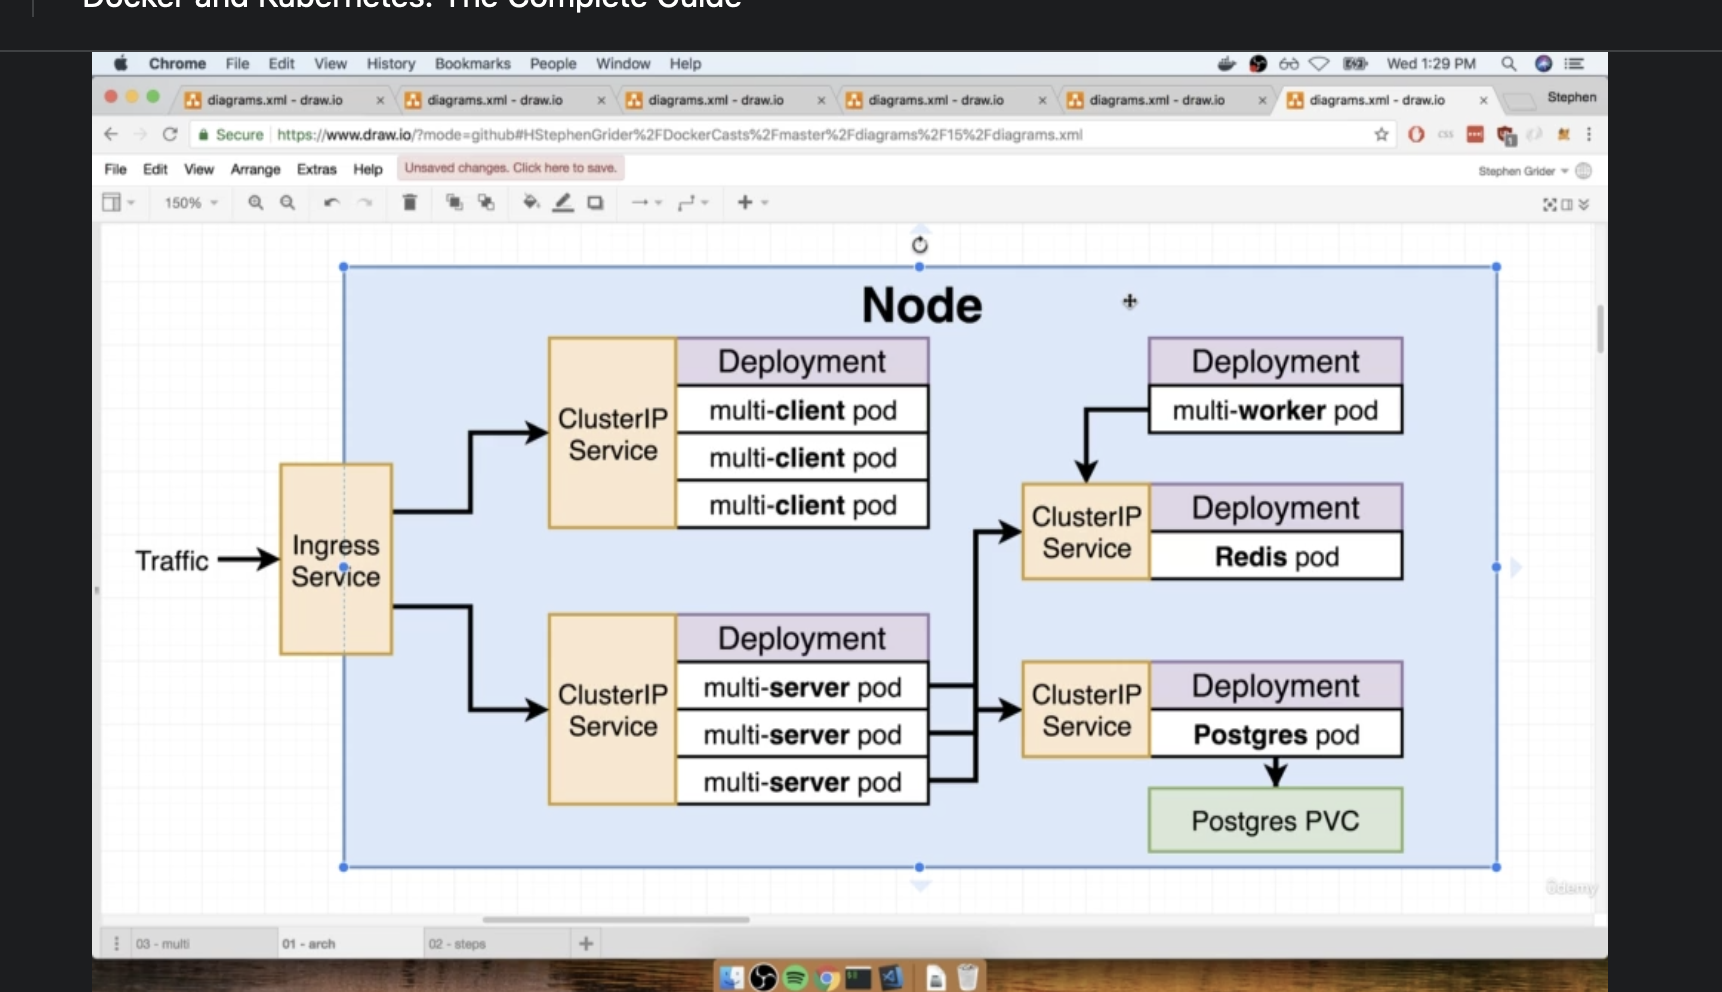 Docker and Kubernetes: The Complete Guide
Chrome File Edit View History Bookmarks People Window Help
Wed 1:29 PM
diagrams.xml - draw.io
diagrams.xml - draw.io
diagrams.xml - draw.io
diagrams.xml - draw.io
diagrams.xml - draw.io
diagrams.xml - draw.io
Stephen
Secure https://www.draw.io/?mode=github#HStephenGrider%2FDockerCasts%2Fmaster%2Fdiagrams%2F15%2Fdiagrams.xml
css
File Edit View Arrange Extras Help Unsaved changes. Click here to save.
Stephen Grider
150%
Node
Traffic
Ingress
Service
ClusterIP
Service
Deployment
multi-client pod
multi-client pod
multi-client pod
ClusterIP
Service
Deployment
multi-server pod
multi-server pod
multi-server pod
Deployment
multi-worker pod
ClusterIP
Service
Deployment
Redis pod
ClusterIP
Service
Deployment
Postgres pod
Postgres PVC
ûdemy
03 - multi
01 - arch
02 - steps